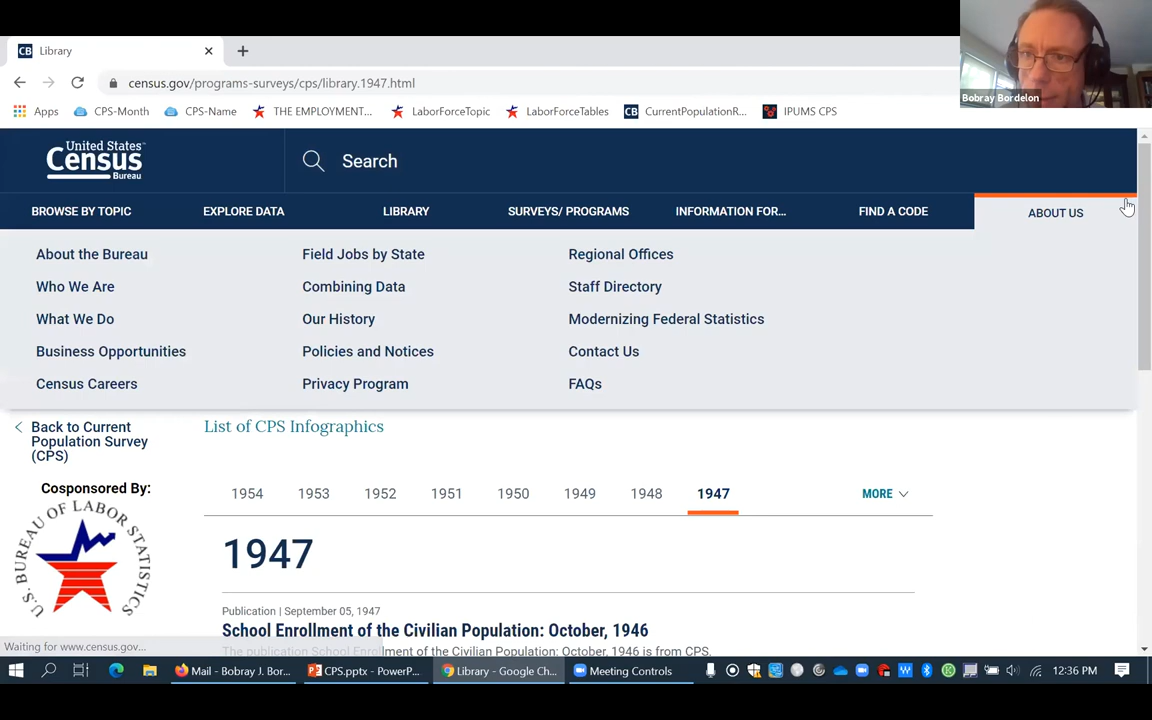 Library
census.gov/programs-surveys/cps/library.1947.html
Bobray Bordelon
Apps CPS-Month CPS-Name THE EMPLOYMENT... LaborForceTopic LaborForceTables CurrentPopulationR... IPUMS CPS
United States
Census
Bureau
Search
BROWSE BY TOPIC EXPLORE DATA LIBRARY SURVEYS/ PROGRAMS INFORMATION FOR... FIND A CODE ABOUT US
About the Bureau Field Jobs by State Regional Offices
Who We Are Combining Data Staff Directory
What We Do Our History Modernizing Federal Statistics
Business Opportunities Policies and Notices Contact Us
Census Careers Privacy Program FAQs
Back to Current
Population Survey
(CPS)
List of CPS Infographics
Cosponsored By:
U.S. BUREAU OF LABOR STATISTICS
1954 1953 1952 1951 1950 1949 1948 1947 MORE
1947
Publication | September 05, 1947
School Enrollment of the Civilian Population: October, 1946
The publication School Enrollment of the Civilian Population: October, 1946 is from CPS.
Waiting for www.census.gov...
Mail - Bobray J. Bor... CPS.pptx - PowerP... Library - Google Ch... Meeting Controls 12:36 PM